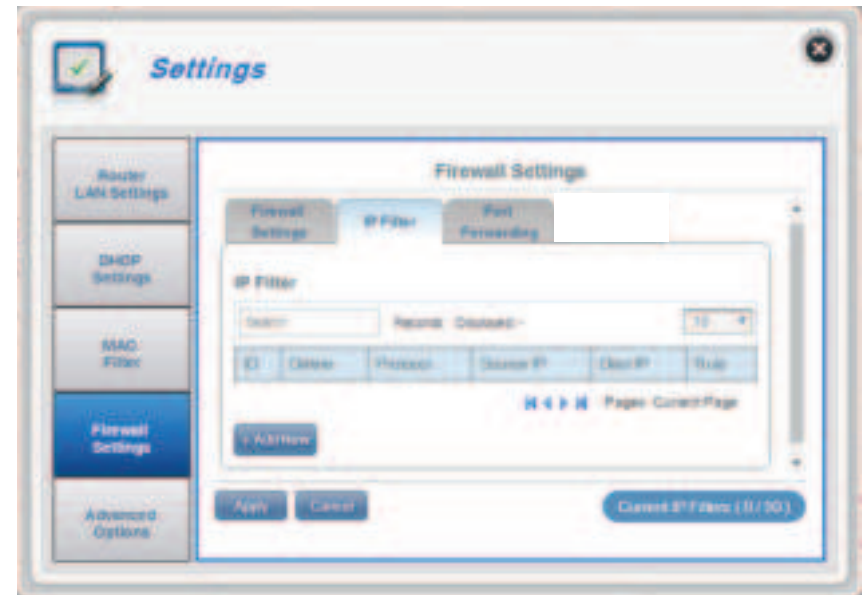 Settings
Router
LAN Settings
DHCP
Settings
MAC
Filter
Firewall
Settings
Advanced
Options
Firewall Settings
Firewall
Settings
IP Filter
Port
Forwarding
IP Filter
Search
Records Displayed -
10
ID
Delete
Protocol
Source IP
Dest IP
Rule
Pages Current Page
+ Add New
Apply
Cancel
Current IP Filters